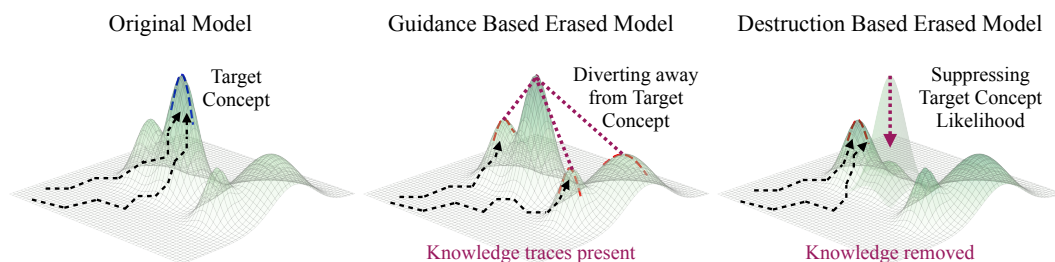 Original Model
Guidance Based Erased Model
Destruction Based Erased Model
Target
Concept
Diverting away
from Target
Concept
Suppressing
Target Concept
Likelihood
Knowledge traces present
Knowledge removed